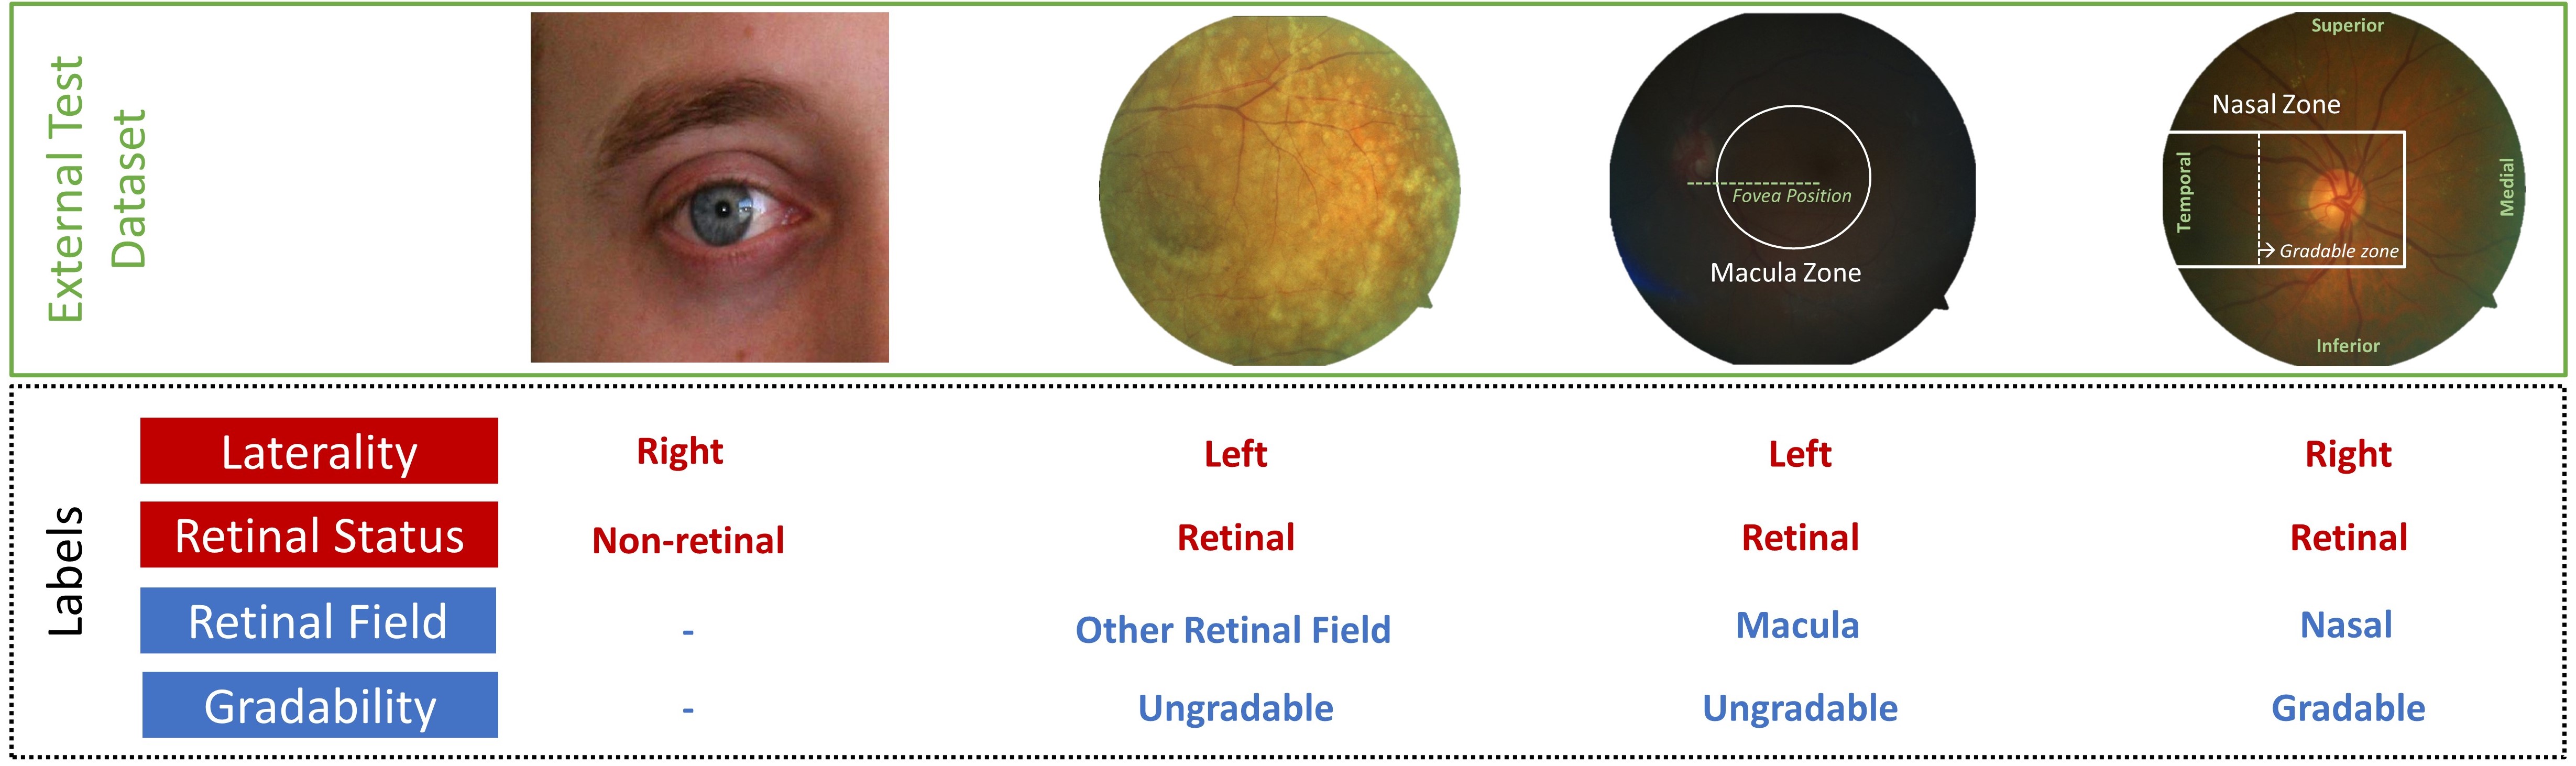 External Test
Dataset
Superior
Nasal Zone
Temporal
Medial
→ Gradable zone
Inferior
Fovea Position
Macula Zone
Labels
Laterality Right Left Left Right
Retinal Status Non-retinal Retinal Retinal Retinal
Retinal Field - Other Retinal Field Macula Nasal
Gradability - Ungradable Ungradable Gradable